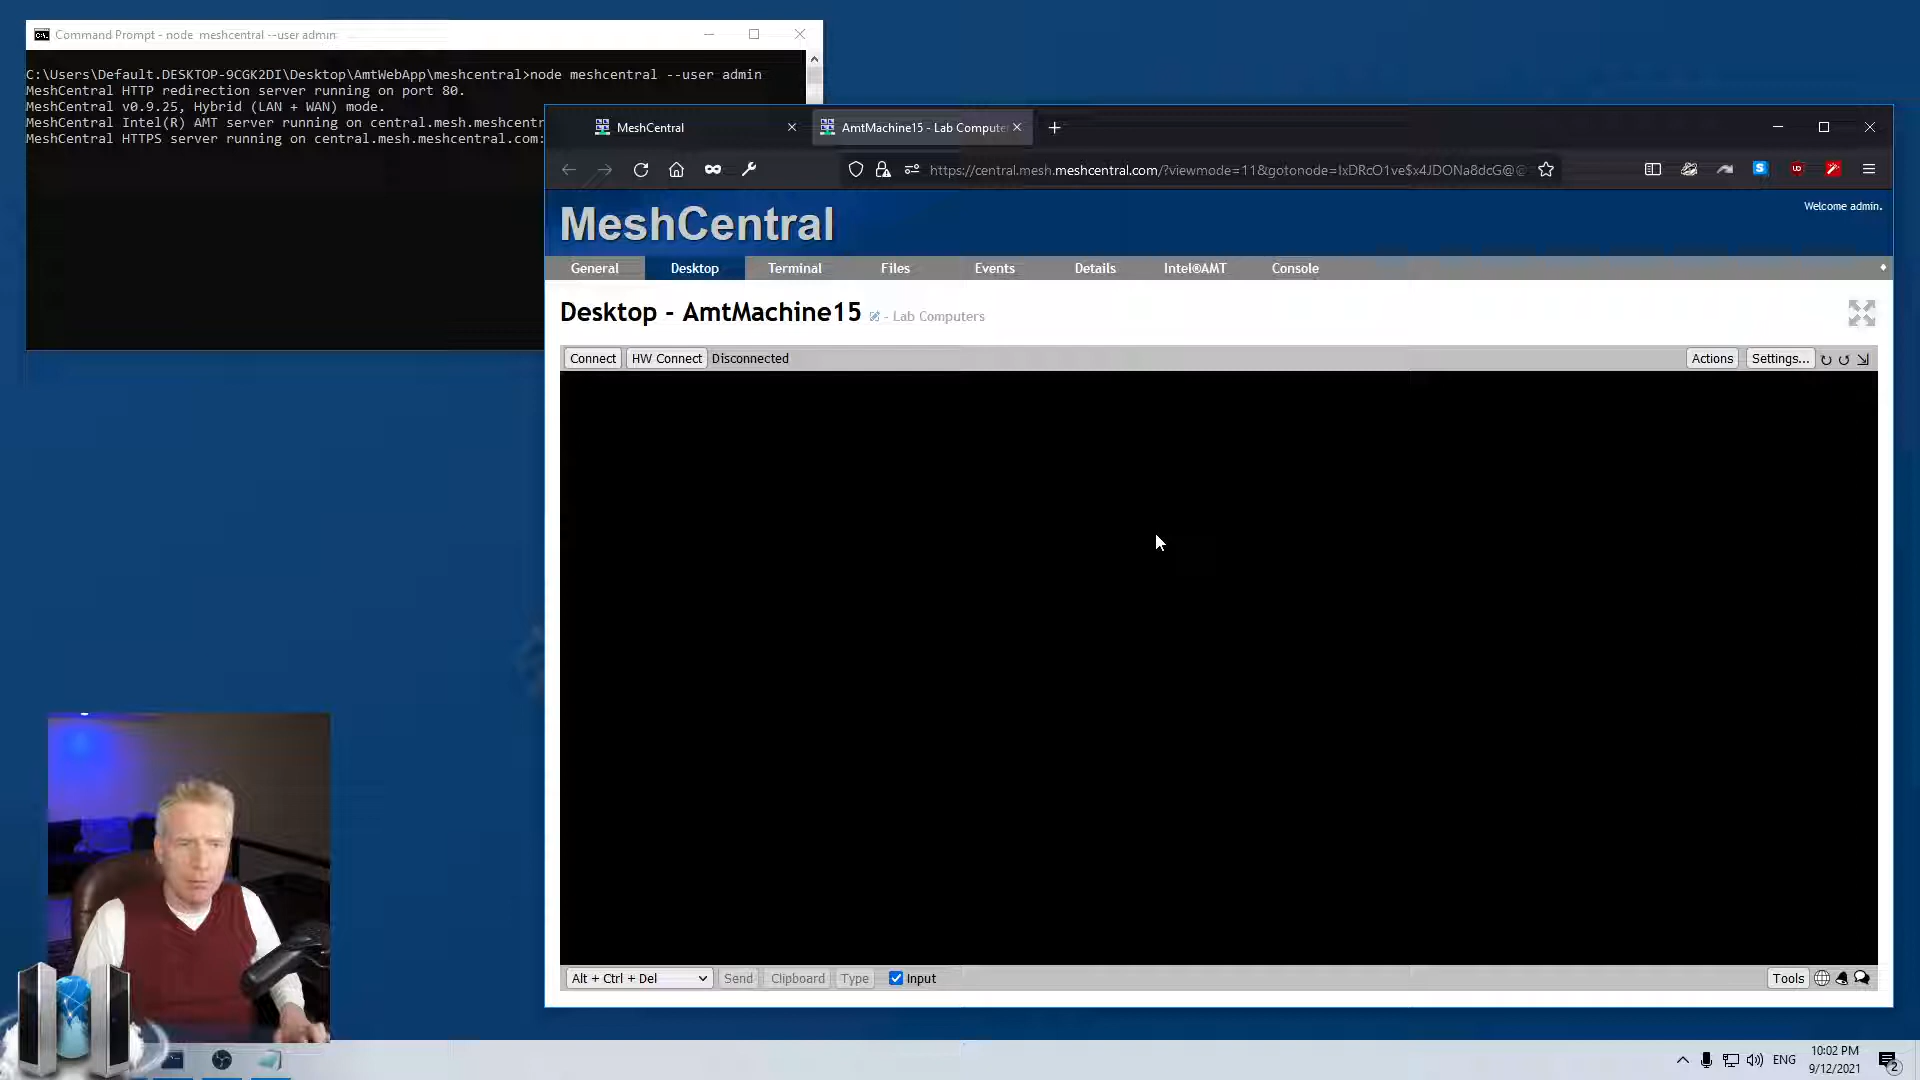 Command Prompt - node  meshcentral --user admin
C:\Users\Default.DESKTOP-9CGK2DI\Desktop\AmtWebApp\meshcentral>node meshcentral --user admin
MeshCentral HTTP redirection server running on port 80.
MeshCentral v0.9.25, Hybrid (LAN + WAN) mode.
MeshCentral Intel(R) AMT server running on central.mesh.meshcentr
MeshCentral HTTPS server running on central.mesh.meshcentral.com:
MeshCentral
AmtMachine15 - Lab Compute
https://central.mesh.meshcentral.com/?viewmode=11&gotonode=IxDRcO1ve$x4JDONa8dcG@@
MeshCentral
Welcome admin.
General Desktop Terminal Files Events Details Intel®AMT Console
Desktop - AmtMachine15 - Lab Computers
Connect HW Connect Disconnected Actions Settings...
Alt + Ctrl + Del Send Clipboard Type Input Tools
ENG
10:02 PM
9/12/2021
2